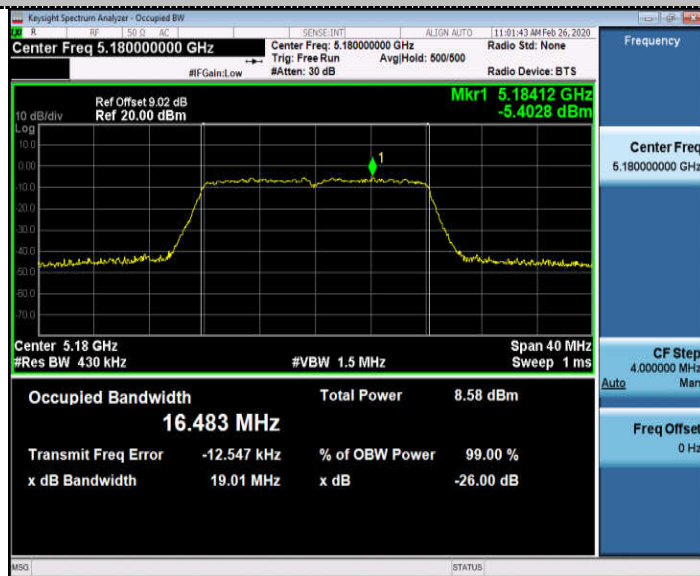 Keysight Spectrum Analyzer - Occupied BW
R RF 50 Ω AC SENSE:INT ALIGN AUTO 11:01:43 AM Feb 26, 2020
Center Freq 5.180000000 GHz
Center Freq: 5.180000000 GHz
Radio Std: None
Trig: Free Run Avg|Hold: 500/500
#IFGain:Low #Atten: 30 dB Radio Device: BTS
Ref Offset 9.02 dB
10 dB/div Ref 20.00 dBm
Mkr1 5.18412 GHz
-5.4028 dBm
Log
10.0
0.00
-10.0
-20.0
-30.0
-40.0
-50.0
-60.0
-70.0
1
Center 5.18 GHz Span 40 MHz
#Res BW 430 kHz #VBW 1.5 MHz Sweep 1 ms
Occupied Bandwidth Total Power 8.58 dBm
16.483 MHz
Transmit Freq Error -12.547 kHz % of OBW Power 99.00 %
x dB Bandwidth 19.01 MHz x dB -26.00 dB
Frequency
Center Freq
5.180000000 GHz
CF Step
4.000000 MHz
Auto Man
Freq Offset
0 Hz
MSG STATUS